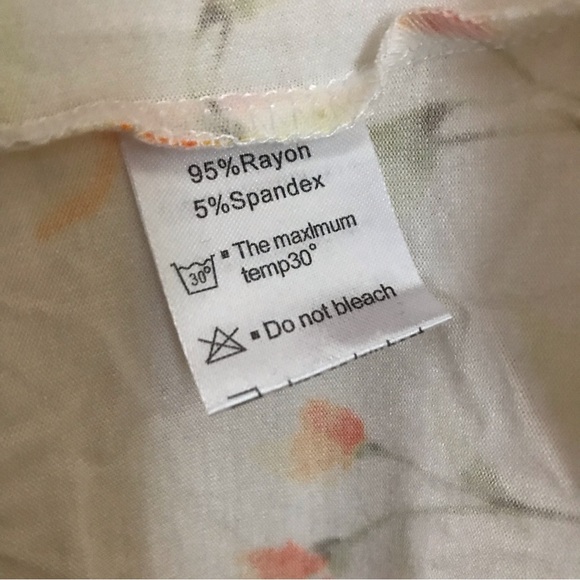 95%Rayon
5%Spandex
30°
▪ The maxImum
temp30°
▪ Do not bleach